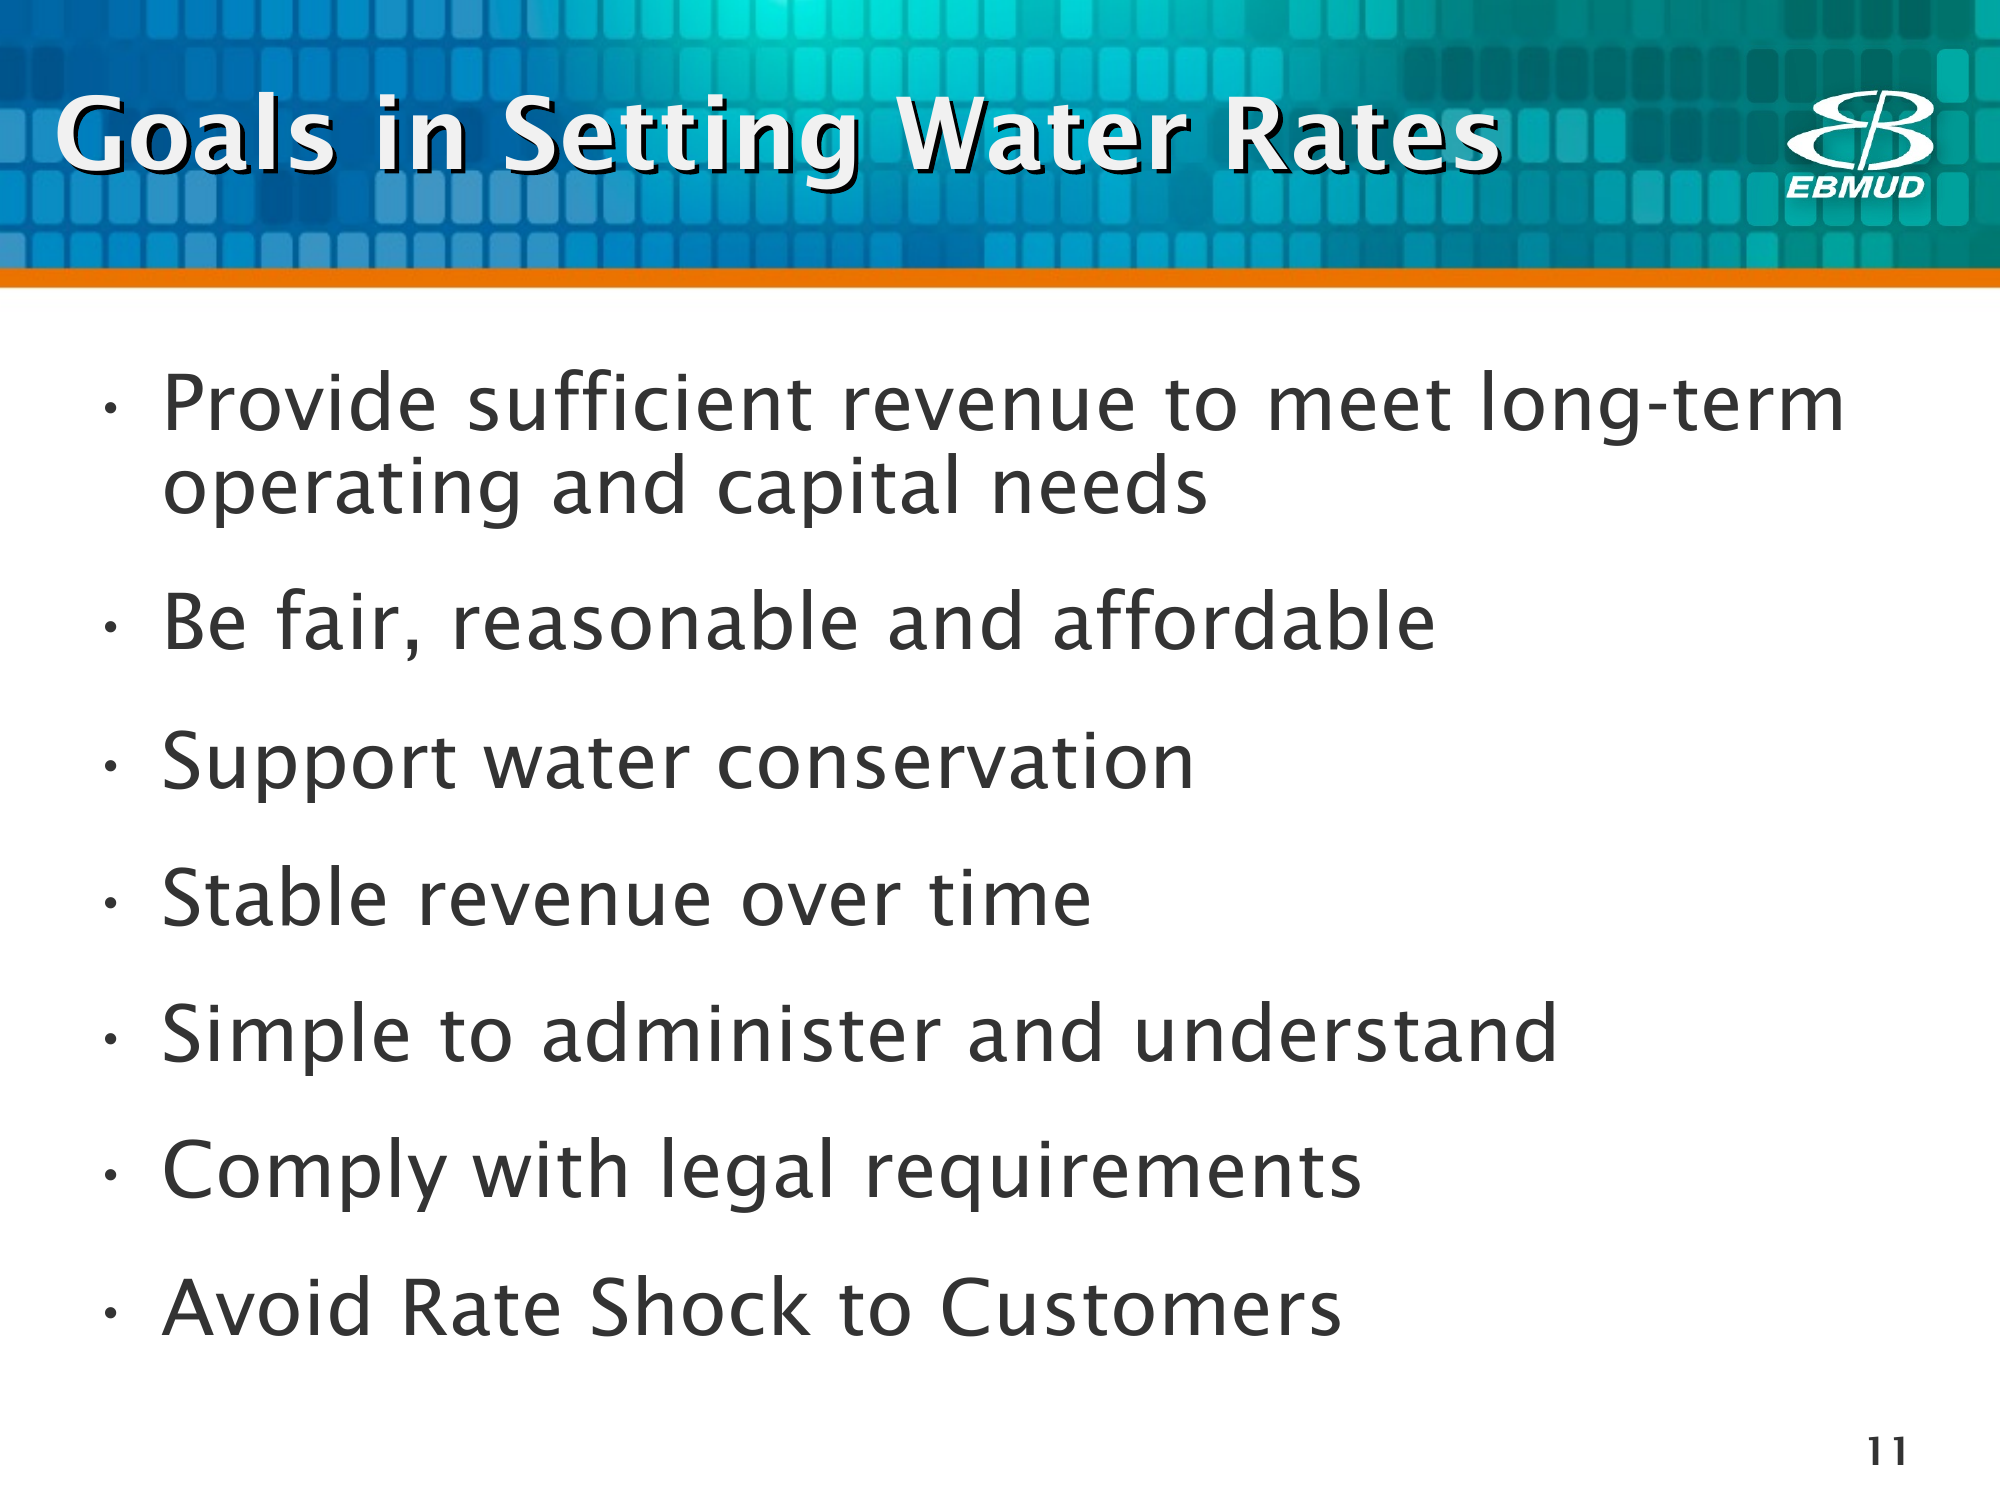 Goals in Setting Water Rates
EBMUD
• Provide sufficient revenue to meet long-term
operating and capital needs
• Be fair, reasonable and affordable
• Support water conservation
• Stable revenue over time
• Simple to administer and understand
• Comply with legal requirements
• Avoid Rate Shock to Customers
11